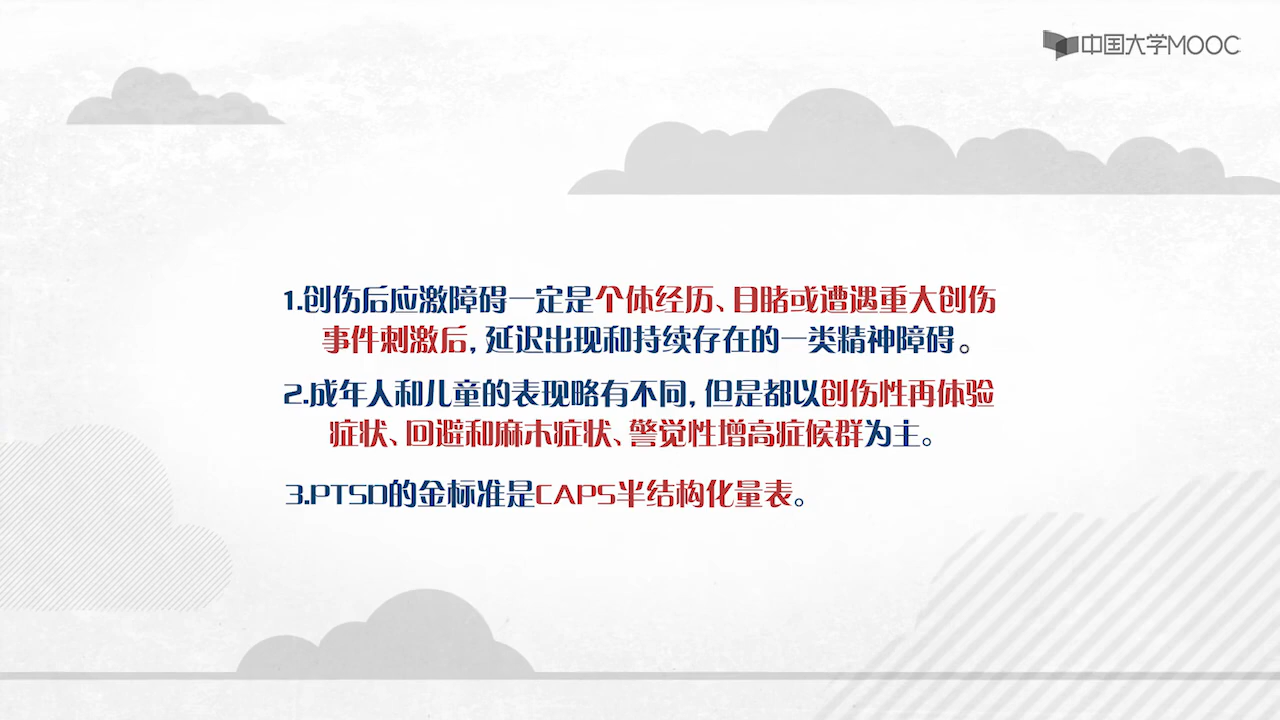 中国大学MOOC
1.创伤后应激障碍一定是个体经历、目睹或遭遇重大创伤
事件刺激后，延迟出现和持续存在的一类精神障碍。
2.成年人和儿童的表现略有不同，但是都以创伤性再体验
症状、回避和麻木症状、警觉性增高症候群为主。
3.PTSD的金标准是CAPS半结构化量表。